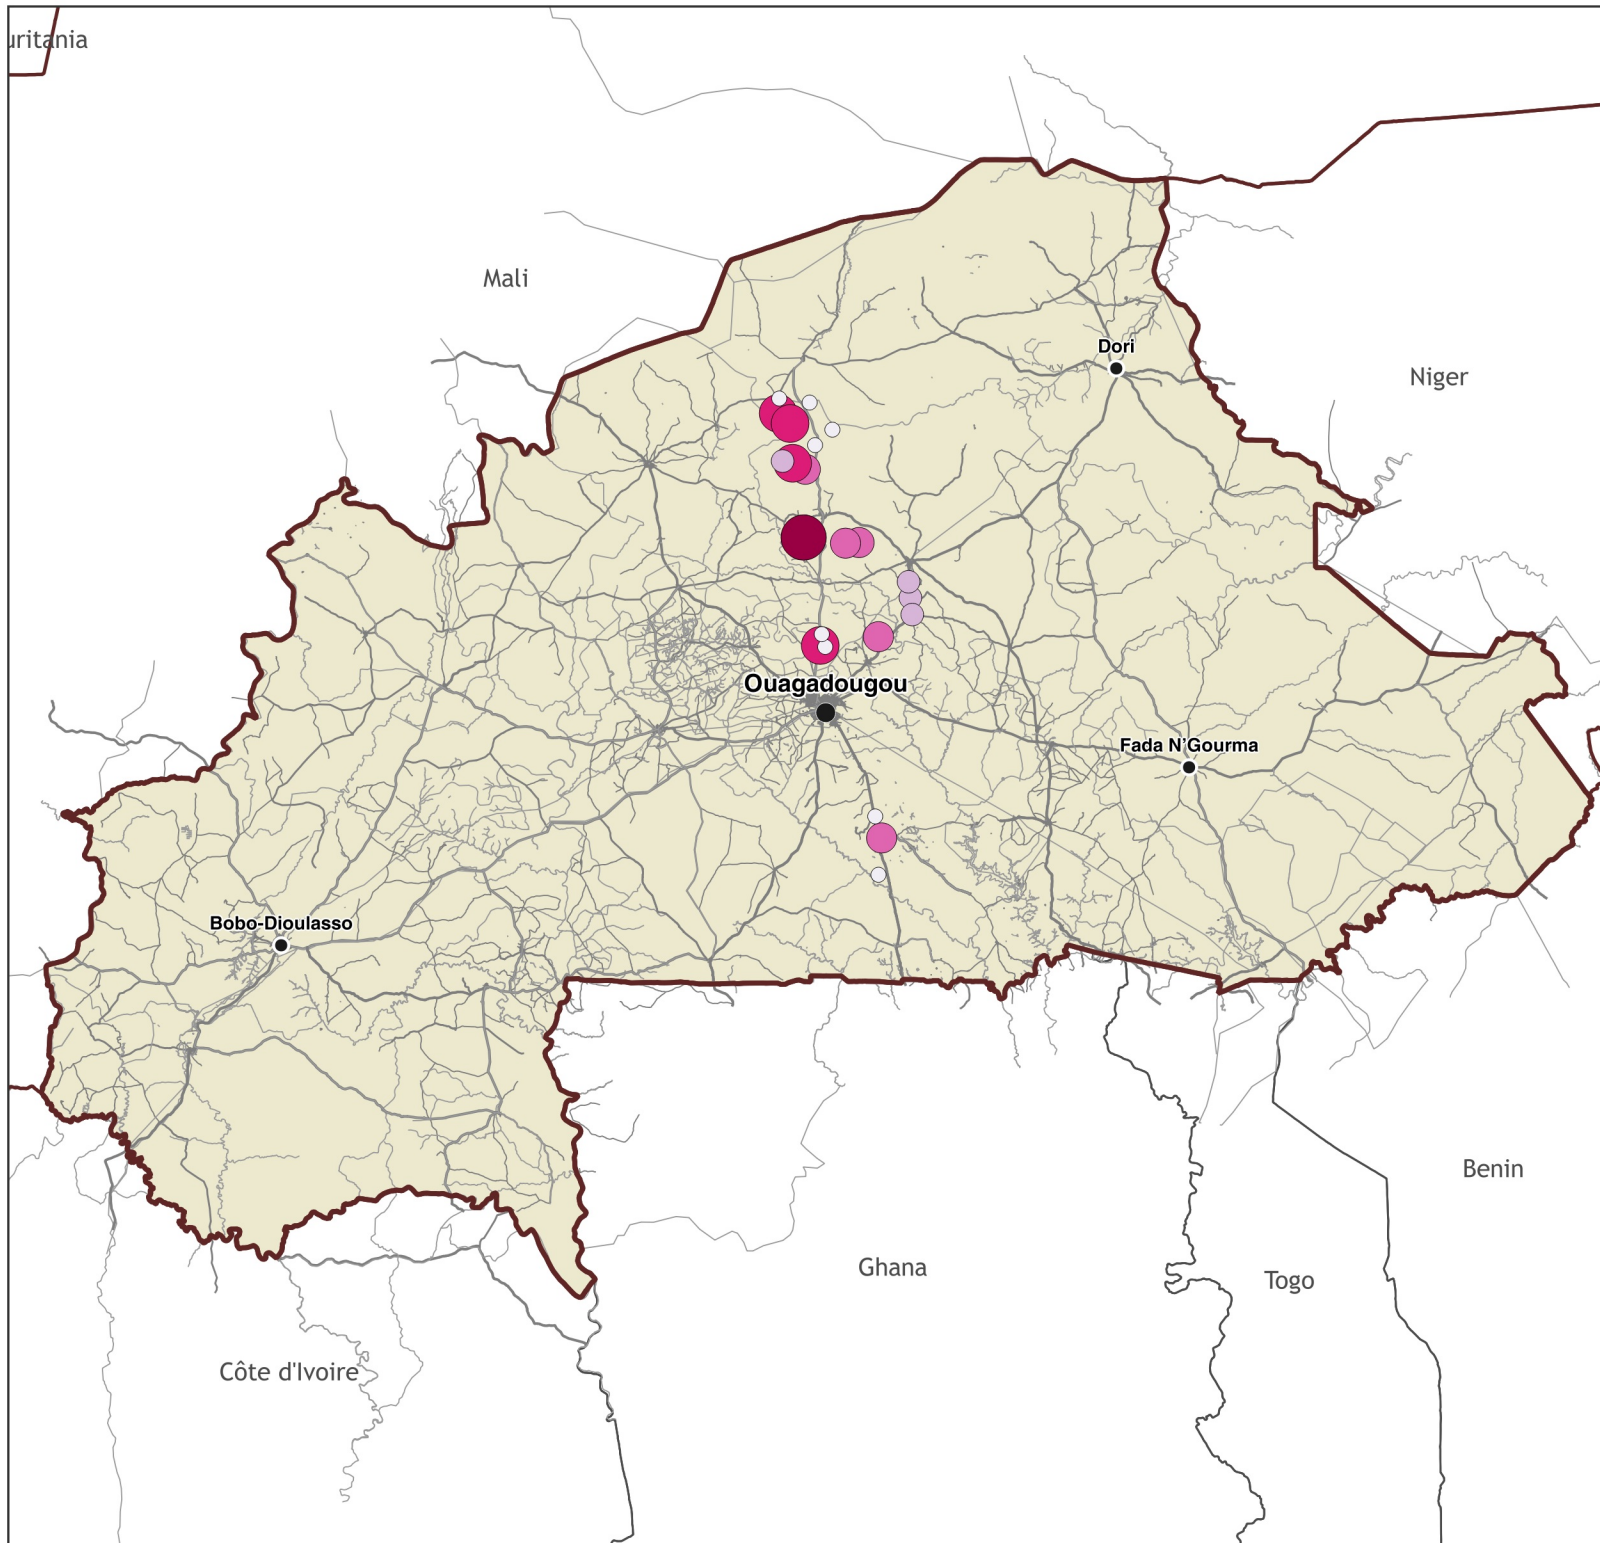 uritania
Mali
Dori
Niger
Ouagadougou
Fada N'Gourma
Bobo-Dioulasso
Benin
Ghana
Togo
Côte d'Ivoire